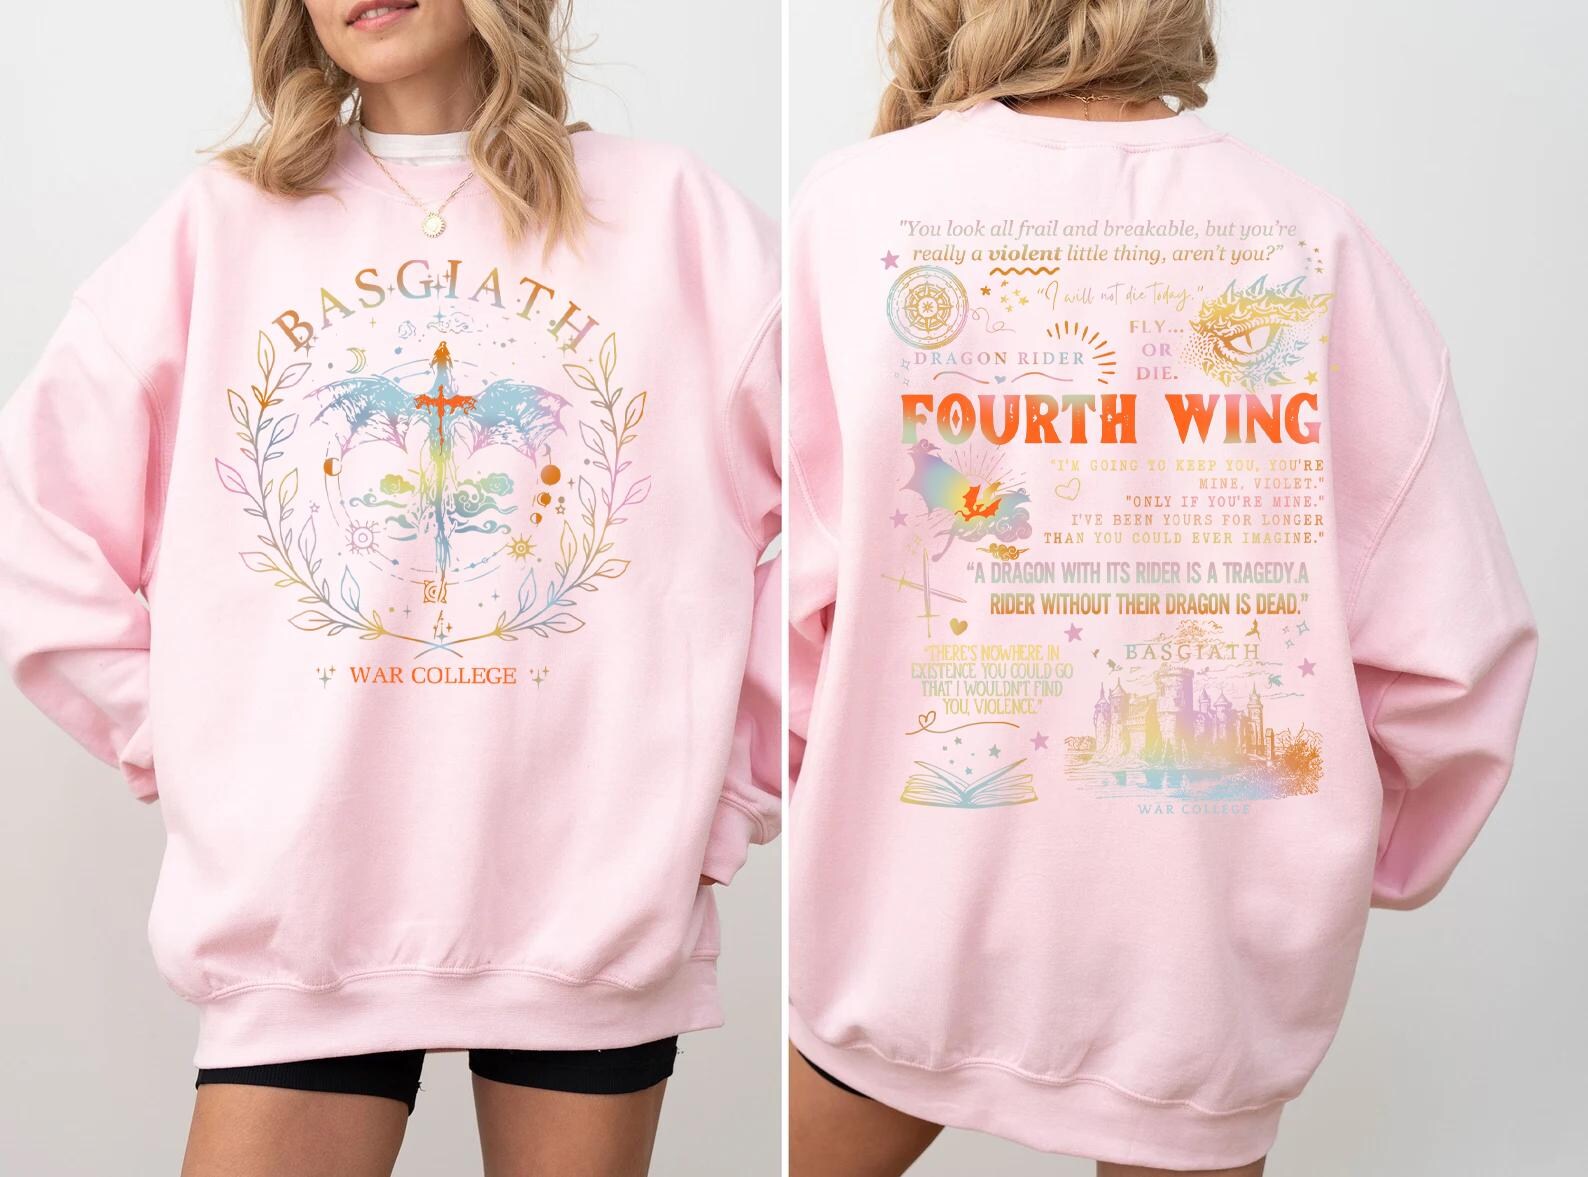 BASGIATH
WAR COLLEGE
"You look all frail and breakable, but you're
really a violent little thing, aren't you?"
"I will not die today."
FLY...
OR
DIE.
DRAGON RIDER
FOURTH WING
"I'M GOING TO KEEP YOU, YOU'RE
MINE, VIOLET."
"ONLY IF YOU'RE MINE."
I'VE BEEN YOURS FOR LONGER
THAN YOU COULD EVER IMAGINE."
“A DRAGON WITH ITS RIDER IS A TRAGEDY.A
RIDER WITHOUT THEIR DRAGON IS DEAD.”
"THERE'S NOWHERE IN
EXISTENCE YOU COULD GO
THAT I WOULDN'T FIND
YOU, VIOLENCE."
BASGIATH
WAR COLLEGE